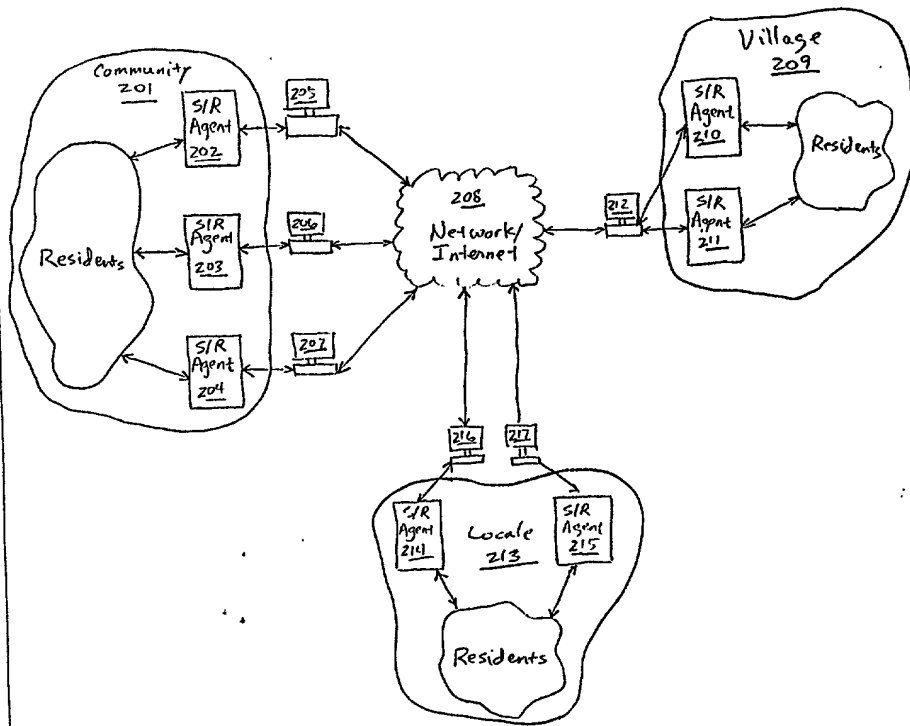 Community
201
S/R
Agent
202
205
Residents
S/R
Agent
203
206
S/R
Agent
204
207
208
Network/
Internet
Village
209
S/R
Agent
210
Residents
212
S/R
Agent
211
216
217
S/R
Agent
214
Locale
213
S/R
Agent
215
Residents